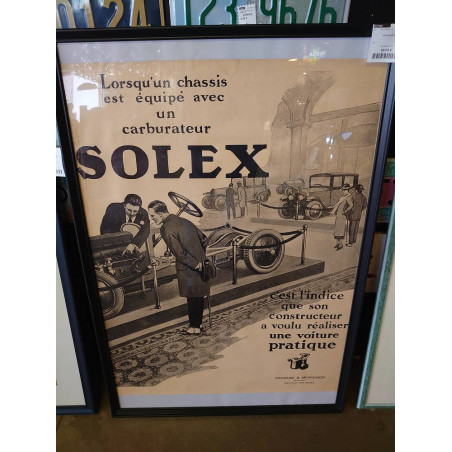 Lorsqu'un chassis
est équipé avec
un
carburateur
SOLEX
c'est l'indice
que son
constructeur
a voulu réaliser
une voiture
pratique